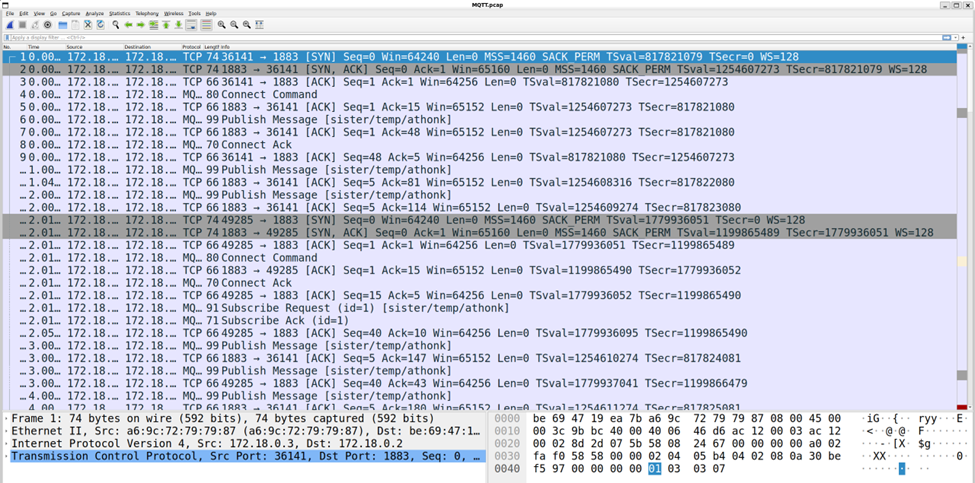 MQTT.pcap
File Edit View Go Capture Analyze Statistics Telephony Wireless Tools Help
Apply a display filter ... <Ctrl-/>
No. Time Source Destination Protocol Length Info
1 0.00… 172.18.… 172.18.… TCP 74 36141 → 1883 [SYN] Seq=0 Win=64240 Len=0 MSS=1460 SACK_PERM TSval=817821079 TSecr=0 WS=128
2 0.00… 172.18.… 172.18.… TCP 74 1883 → 36141 [SYN, ACK] Seq=0 Ack=1 Win=65160 Len=0 MSS=1460 SACK_PERM TSval=1254607273 TSecr=817821079 WS=128
3 0.00… 172.18.… 172.18.… TCP 66 36141 → 1883 [ACK] Seq=1 Ack=1 Win=64256 Len=0 TSval=817821080 TSecr=1254607273
4 0.00… 172.18.… 172.18.… MQ… 80 Connect Command
5 0.00… 172.18.… 172.18.… TCP 66 1883 → 36141 [ACK] Seq=1 Ack=15 Win=65152 Len=0 TSval=1254607273 TSecr=817821080
6 0.00… 172.18.… 172.18.… MQ… 99 Publish Message [sister/temp/athonk]
7 0.00… 172.18.… 172.18.… TCP 66 1883 → 36141 [ACK] Seq=1 Ack=48 Win=65152 Len=0 TSval=1254607273 TSecr=817821080
8 0.00… 172.18.… 172.18.… MQ… 70 Connect Ack
9 0.00… 172.18.… 172.18.… TCP 66 36141 → 1883 [ACK] Seq=48 Ack=5 Win=64256 Len=0 TSval=817821080 TSecr=1254607273
… 1.00… 172.18.… 172.18.… MQ… 99 Publish Message [sister/temp/athonk]
… 1.04… 172.18.… 172.18.… TCP 66 1883 → 36141 [ACK] Seq=5 Ack=81 Win=65152 Len=0 TSval=1254608316 TSecr=817822080
… 2.00… 172.18.… 172.18.… MQ… 99 Publish Message [sister/temp/athonk]
… 2.00… 172.18.… 172.18.… TCP 66 1883 → 36141 [ACK] Seq=5 Ack=114 Win=65152 Len=0 TSval=1254609274 TSecr=817823080
… 2.01… 172.18.… 172.18.… TCP 74 49285 → 1883 [SYN] Seq=0 Win=64240 Len=0 MSS=1460 SACK_PERM TSval=1779936051 TSecr=0 WS=128
… 2.01… 172.18.… 172.18.… TCP 74 1883 → 49285 [SYN, ACK] Seq=0 Ack=1 Win=65160 Len=0 MSS=1460 SACK_PERM TSval=1199865489 TSecr=1779936051 WS=128
… 2.01… 172.18.… 172.18.… TCP 66 49285 → 1883 [ACK] Seq=1 Ack=1 Win=64256 Len=0 TSval=1779936051 TSecr=1199865489
… 2.01… 172.18.… 172.18.… MQ… 80 Connect Command
… 2.01… 172.18.… 172.18.… TCP 66 1883 → 49285 [ACK] Seq=1 Ack=15 Win=65152 Len=0 TSval=1199865490 TSecr=1779936052
… 2.01… 172.18.… 172.18.… MQ… 70 Connect Ack
… 2.01… 172.18.… 172.18.… TCP 66 49285 → 1883 [ACK] Seq=15 Ack=5 Win=64256 Len=0 TSval=1779936052 TSecr=1199865490
… 2.01… 172.18.… 172.18.… MQ… 91 Subscribe Request (id=1) [sister/temp/athonk]
… 2.01… 172.18.… 172.18.… MQ… 71 Subscribe Ack (id=1)
… 2.05… 172.18.… 172.18.… TCP 66 49285 → 1883 [ACK] Seq=40 Ack=10 Win=64256 Len=0 TSval=1779936095 TSecr=1199865490
… 3.00… 172.18.… 172.18.… MQ… 99 Publish Message [sister/temp/athonk]
… 3.00… 172.18.… 172.18.… TCP 66 1883 → 36141 [ACK] Seq=5 Ack=147 Win=65152 Len=0 TSval=1254610274 TSecr=817824081
… 3.00… 172.18.… 172.18.… MQ… 99 Publish Message [sister/temp/athonk]
… 3.00… 172.18.… 172.18.… TCP 66 49285 → 1883 [ACK] Seq=40 Ack=43 Win=64256 Len=0 TSval=1779937041 TSecr=1199866479
… 4.00… 172.18.… 172.18.… MQ… 99 Publish Message [sister/temp/athonk]
… 4.00… 172.18.… 172.18.… TCP 66 1883 → 36141 [ACK] Seq=5 Ack=180 Win=65152 Len=0 TSval=1254611274 TSecr=817825081
Frame 1: 74 bytes on wire (592 bits), 74 bytes captured (592 bits)
Ethernet II, Src: a6:9c:72:79:79:87 (a6:9c:72:79:79:87), Dst: be:69:47:1…
Internet Protocol Version 4, Src: 172.18.0.3, Dst: 172.18.0.2
Transmission Control Protocol, Src Port: 36141, Dst Port: 1883, Seq: 0, …
0000 be 69 47 19 ea 7b a6 9c 72 79 79 87 08 00 45 00 ·iG··{·· ryy···E·
0010 00 3c 9b bc 40 00 40 06 46 d6 ac 12 00 03 ac 12 ·<··@·@· F·······
0020 00 02 8d 2d 07 5b 58 08 24 67 00 00 00 00 a0 02 ···-·[X· $g······
0030 fa f0 58 58 00 00 02 04 05 b4 04 02 08 0a 30 be ··XX···· ······0·
0040 f5 97 00 00 00 00 01 03 03 07 ········ ··